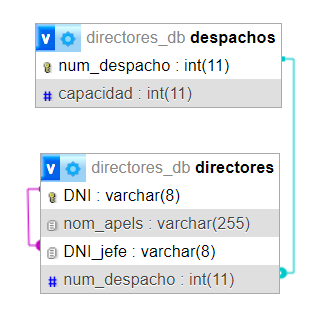 v directores_db despachos
num_despacho : int(11)
# capacidad : int(11)
v directores_db directores
DNI : varchar(8)
nom_apels : varchar(255)
DNI_jefe : varchar(8)
# num_despacho : int(11)